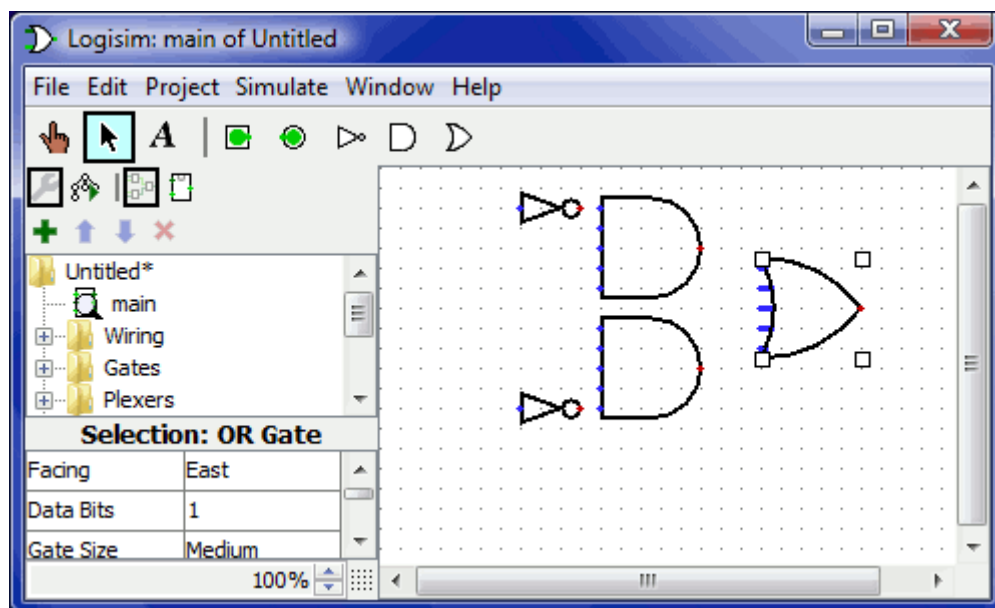 Logisim: main of Untitled
File Edit Project Simulate Window Help
A
Untitled*
main
Wiring
Gates
Plexers
Selection: OR Gate
Facing East
Data Bits 1
Gate Size Medium
100%